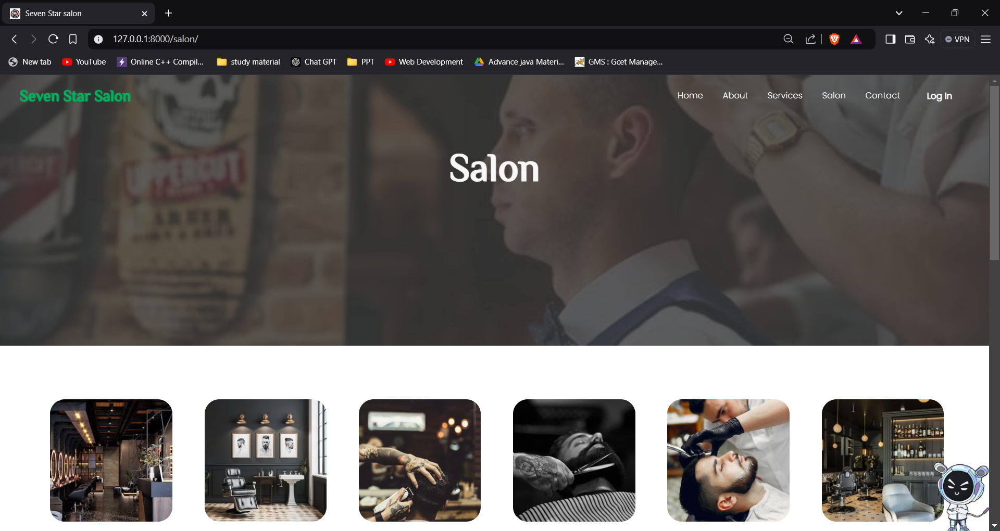 Seven Star salon
127.0.0.1:8000/salon/
VPN
New tab
YouTube
Online C++ Compil...
study material
Chat GPT
PPT
Web Development
Advance java Materi...
GMS : Gcet Manage...
Seven Star Salon
Home
About
Services
Salon
Contact
Log In
UPPERCUT
Salon